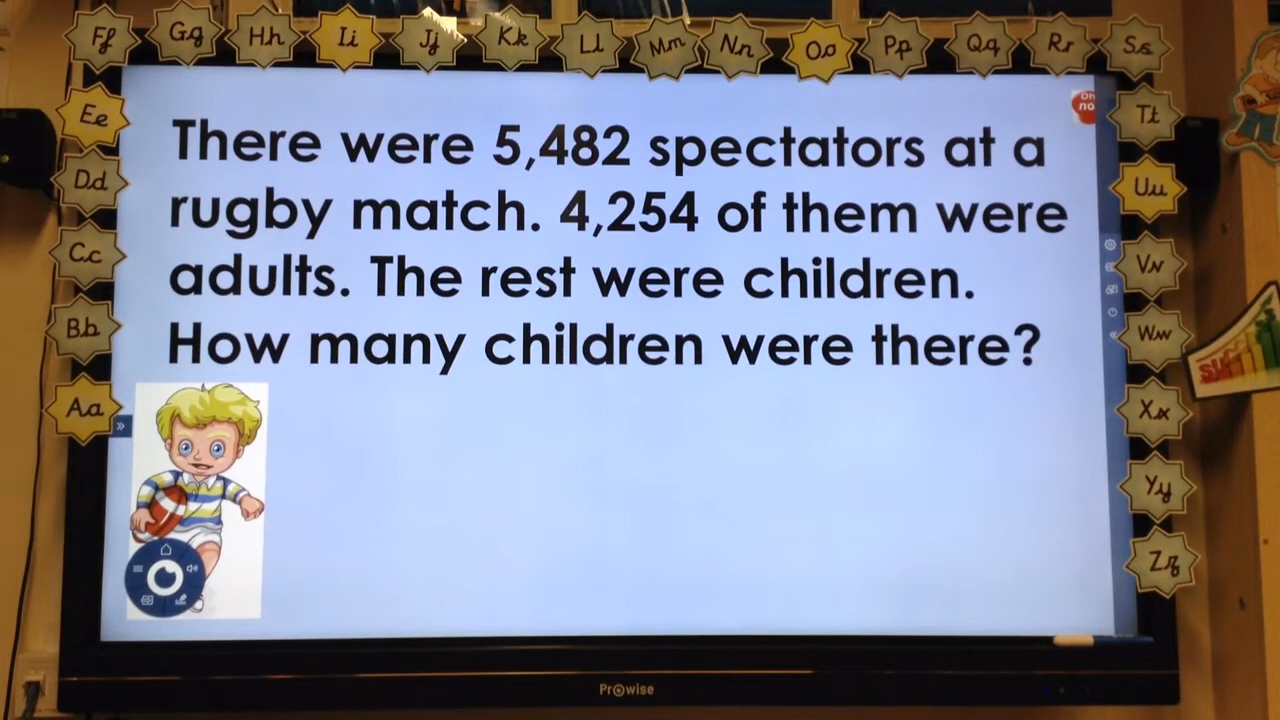 Ff Gg Hh Ii Jj Kk Ll Mm Nn Oo Pp Qq Rr Ss
Ee
Dd
Cc
Bb
Aa
Oh
no
There were 5,482 spectators at a
rugby match. 4,254 of them were
adults. The rest were children.
How many children were there?
Tt
Uu
Vv
Ww
Xx
Yy
Zz
Prowise